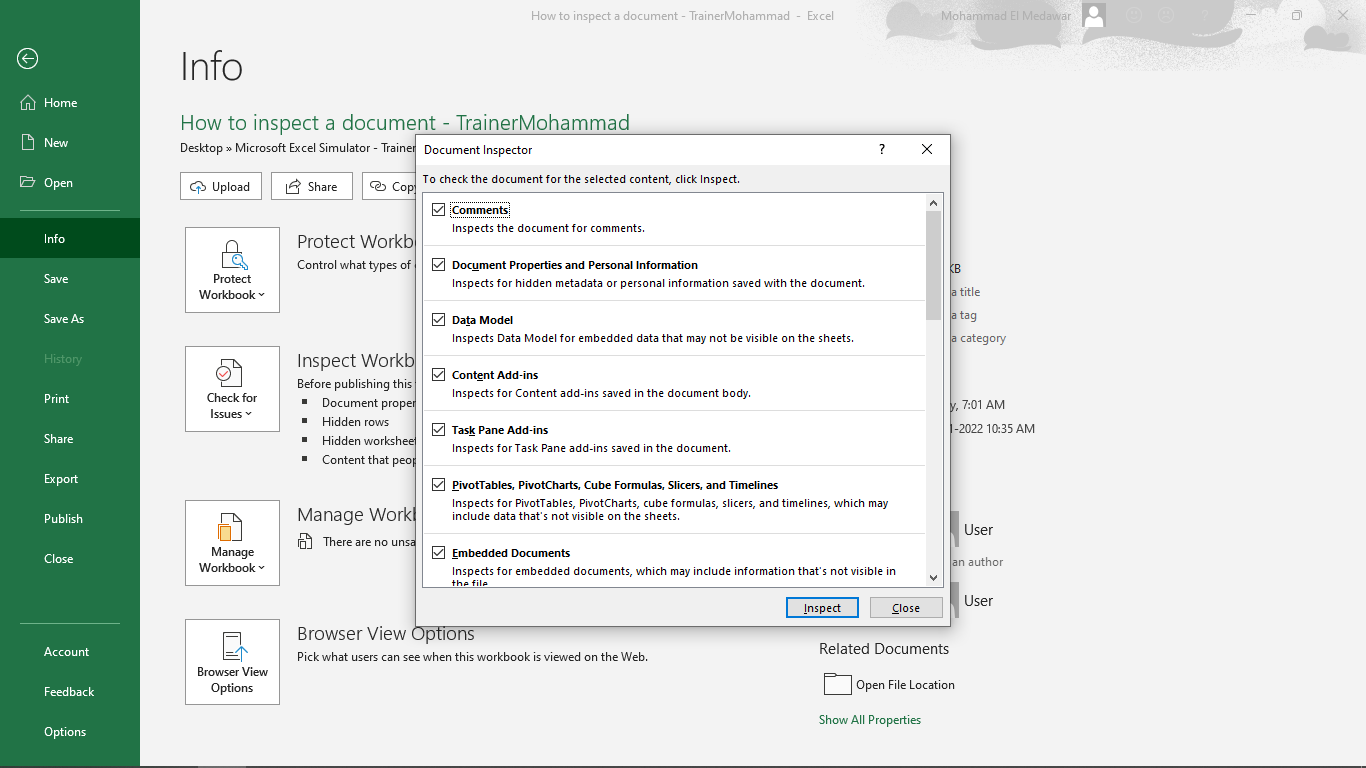 How to inspect a document - TrainerMohammad - Excel
Mohammad El Medawar
?
Home
New
Open
Info
Save
Save As
History
Print
Share
Export
Publish
Close
Account
Feedback
Options
Info
How to inspect a document - TrainerMohammad
Desktop » Microsoft Excel Simulator - Trainer
Upload
Share
Copy
Protect
Workbook
Protect Workbo
Control what types of
Check for
Issues
Inspect Workb
Before publishing this
Document proper
Hidden rows
Hidden worksheet
Content that peop
Manage
Workbook
Manage Workb
There are no unsa
Browser View
Options
Browser View Options
Pick what users can see when this workbook is viewed on the Web.
Document Inspector
?
To check the document for the selected content, click Inspect.
Comments
Inspects the document for comments.
Document Properties and Personal Information
Inspects for hidden metadata or personal information saved with the document.
Data Model
Inspects Data Model for embedded data that may not be visible on the sheets.
Content Add-ins
Inspects for Content add-ins saved in the document body.
Task Pane Add-ins
Inspects for Task Pane add-ins saved in the document.
PivotTables, PivotCharts, Cube Formulas, Slicers, and Timelines
Inspects for PivotTables, PivotCharts, cube formulas, slicers, and timelines, which may
include data that's not visible on the sheets.
Embedded Documents
Inspects for embedded documents, which may include information that's not visible in
the file.
Inspect
Close
KB
a title
a tag
a category
y, 7:01 AM
1-2022 10:35 AM
User
an author
User
Related Documents
Open File Location
Show All Properties